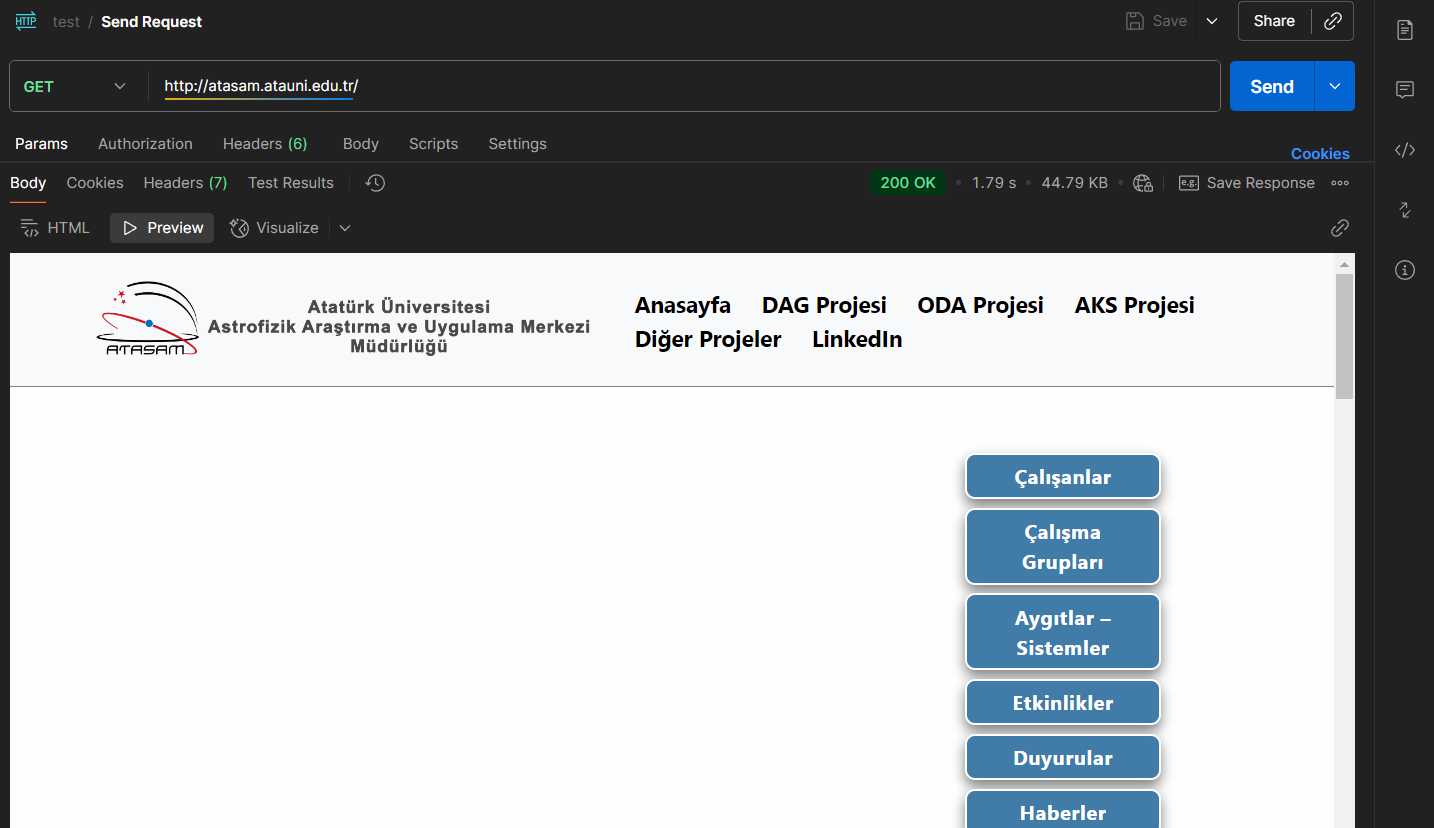 HTTP test / Send Request Save Share
GET http://atasam.atauni.edu.tr/ Send
Params Authorization Headers (6) Body Scripts Settings Cookies
Body Cookies Headers (7) Test Results 200 OK • 1.79 s • 44.79 KB • e.g. Save Response
HTML Preview Visualize
ATASAM
Atatürk Üniversitesi
Astrofizik Araştırma ve Uygulama Merkezi
Müdürlüğü
Anasayfa DAG Projesi ODA Projesi AKS Projesi
Diğer Projeler LinkedIn
Çalışanlar
Çalışma
Grupları
Aygıtlar –
Sistemler
Etkinlikler
Duyurular
Haberler